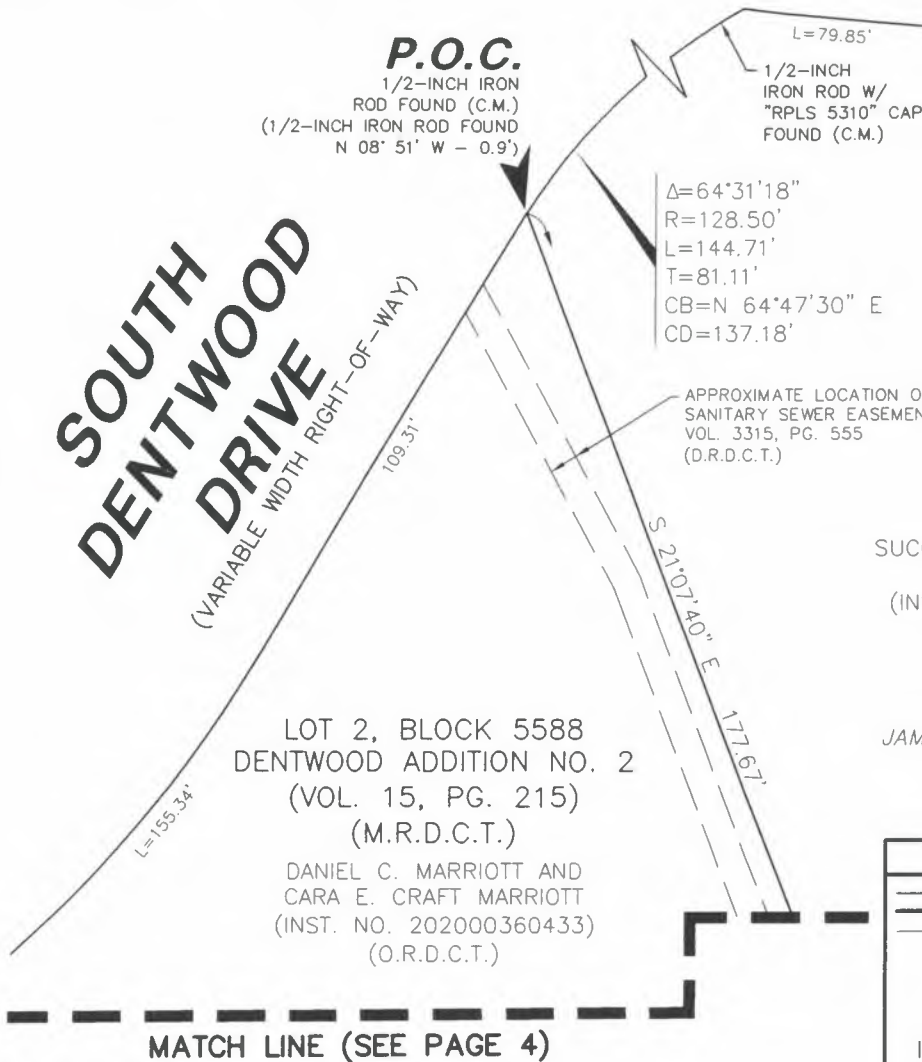 P.O.C.
1/2-INCH IRON
ROD FOUND (C.M.)
(1/2-INCH IRON ROD FOUND
N 08° 51' W - 0.9')
L=79.85'
1/2-INCH
IRON ROD W/
"RPLS 5310" CAP
FOUND (C.M.)
Δ=64°31'18"
R=128.50'
L=144.71'
T=81.11'
CB=N 64°47'30" E
CD=137.18'
SOUTH
DENTWOOD
DRIVE
(VARIABLE WIDTH RIGHT-OF-WAY)
109.31'
APPROXIMATE LOCATION O
SANITARY SEWER EASEMEN
VOL. 3315, PG. 555
(D.R.D.C.T.)
S 21°07'40" E 177.67'
SUC
(IN
JAM
L=155.34'
LOT 2, BLOCK 5588
DENTWOOD ADDITION NO. 2
(VOL. 15, PG. 215)
(M.R.D.C.T.)
DANIEL C. MARRIOTT AND
CARA E. CRAFT MARRIOTT
(INST. NO. 202000360433)
(O.R.D.C.T.)
MATCH LINE (SEE PAGE 4)